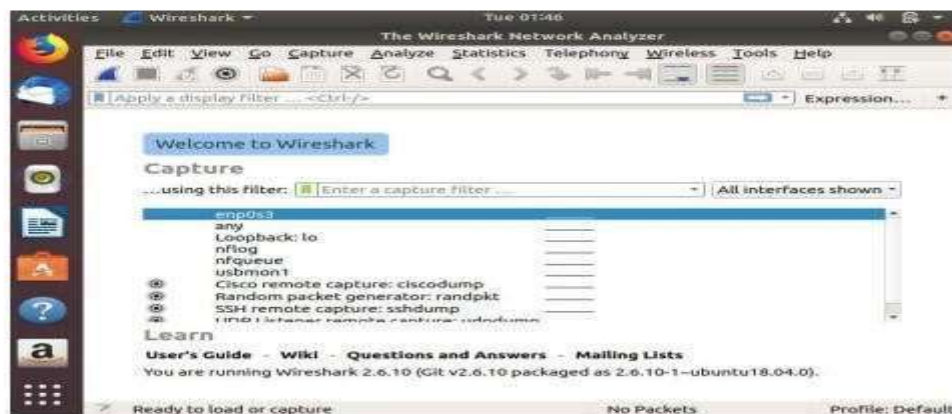 Activities Wireshark Tue 01:46
The Wireshark Network Analyzer
File Edit View Go Capture Analyze Statistics Telephony Wireless Tools Help
Apply a display filter ... <Ctrl-/> Expression... +
Welcome to Wireshark
Capture
...using this filter: Enter a capture filter ... All interfaces shown
enp0s3
any
Loopback: lo
nflog
nfqueue
usbmon1
Cisco remote capture: ciscodump
Random packet generator: randpkt
SSH remote capture: sshdump
UDP Listener remote capture: udpdump
Learn
User's Guide - Wiki - Questions and Answers - Mailing Lists
You are running Wireshark 2.6.10 (Git v2.6.10 packaged as 2.6.10-1~ubuntu18.04.0).
Ready to load or capture No Packets Profile: Default